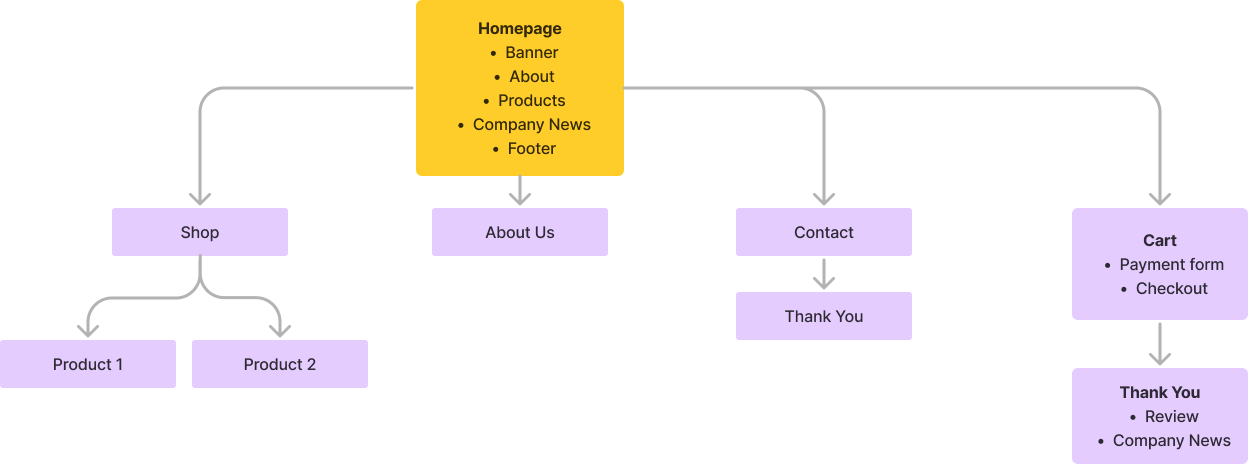 Homepage
• Banner
• About
• Products
• Company News
• Footer
Shop
About Us
Contact
Cart
• Payment form
• Checkout
Thank You
Product 1
Product 2
Thank You
• Review
• Company News